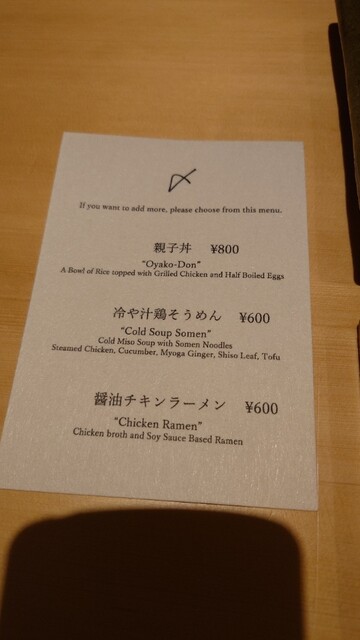 〆
If you want to add more, please choose from this menu.
親子丼 ¥800
"Oyako-Don"
A Bowl of Rice topped with Grilled Chicken and Half Boiled Eggs
冷や汁鶏そうめん ¥600
"Cold Soup Somen"
Cold Miso Soup with Somen Noodles
Steamed Chicken, Cucumber, Myoga Ginger, Shiso Leaf, Tofu
醤油チキンラーメン ¥600
"Chicken Ramen"
Chicken broth and Soy Sauce Based Ramen